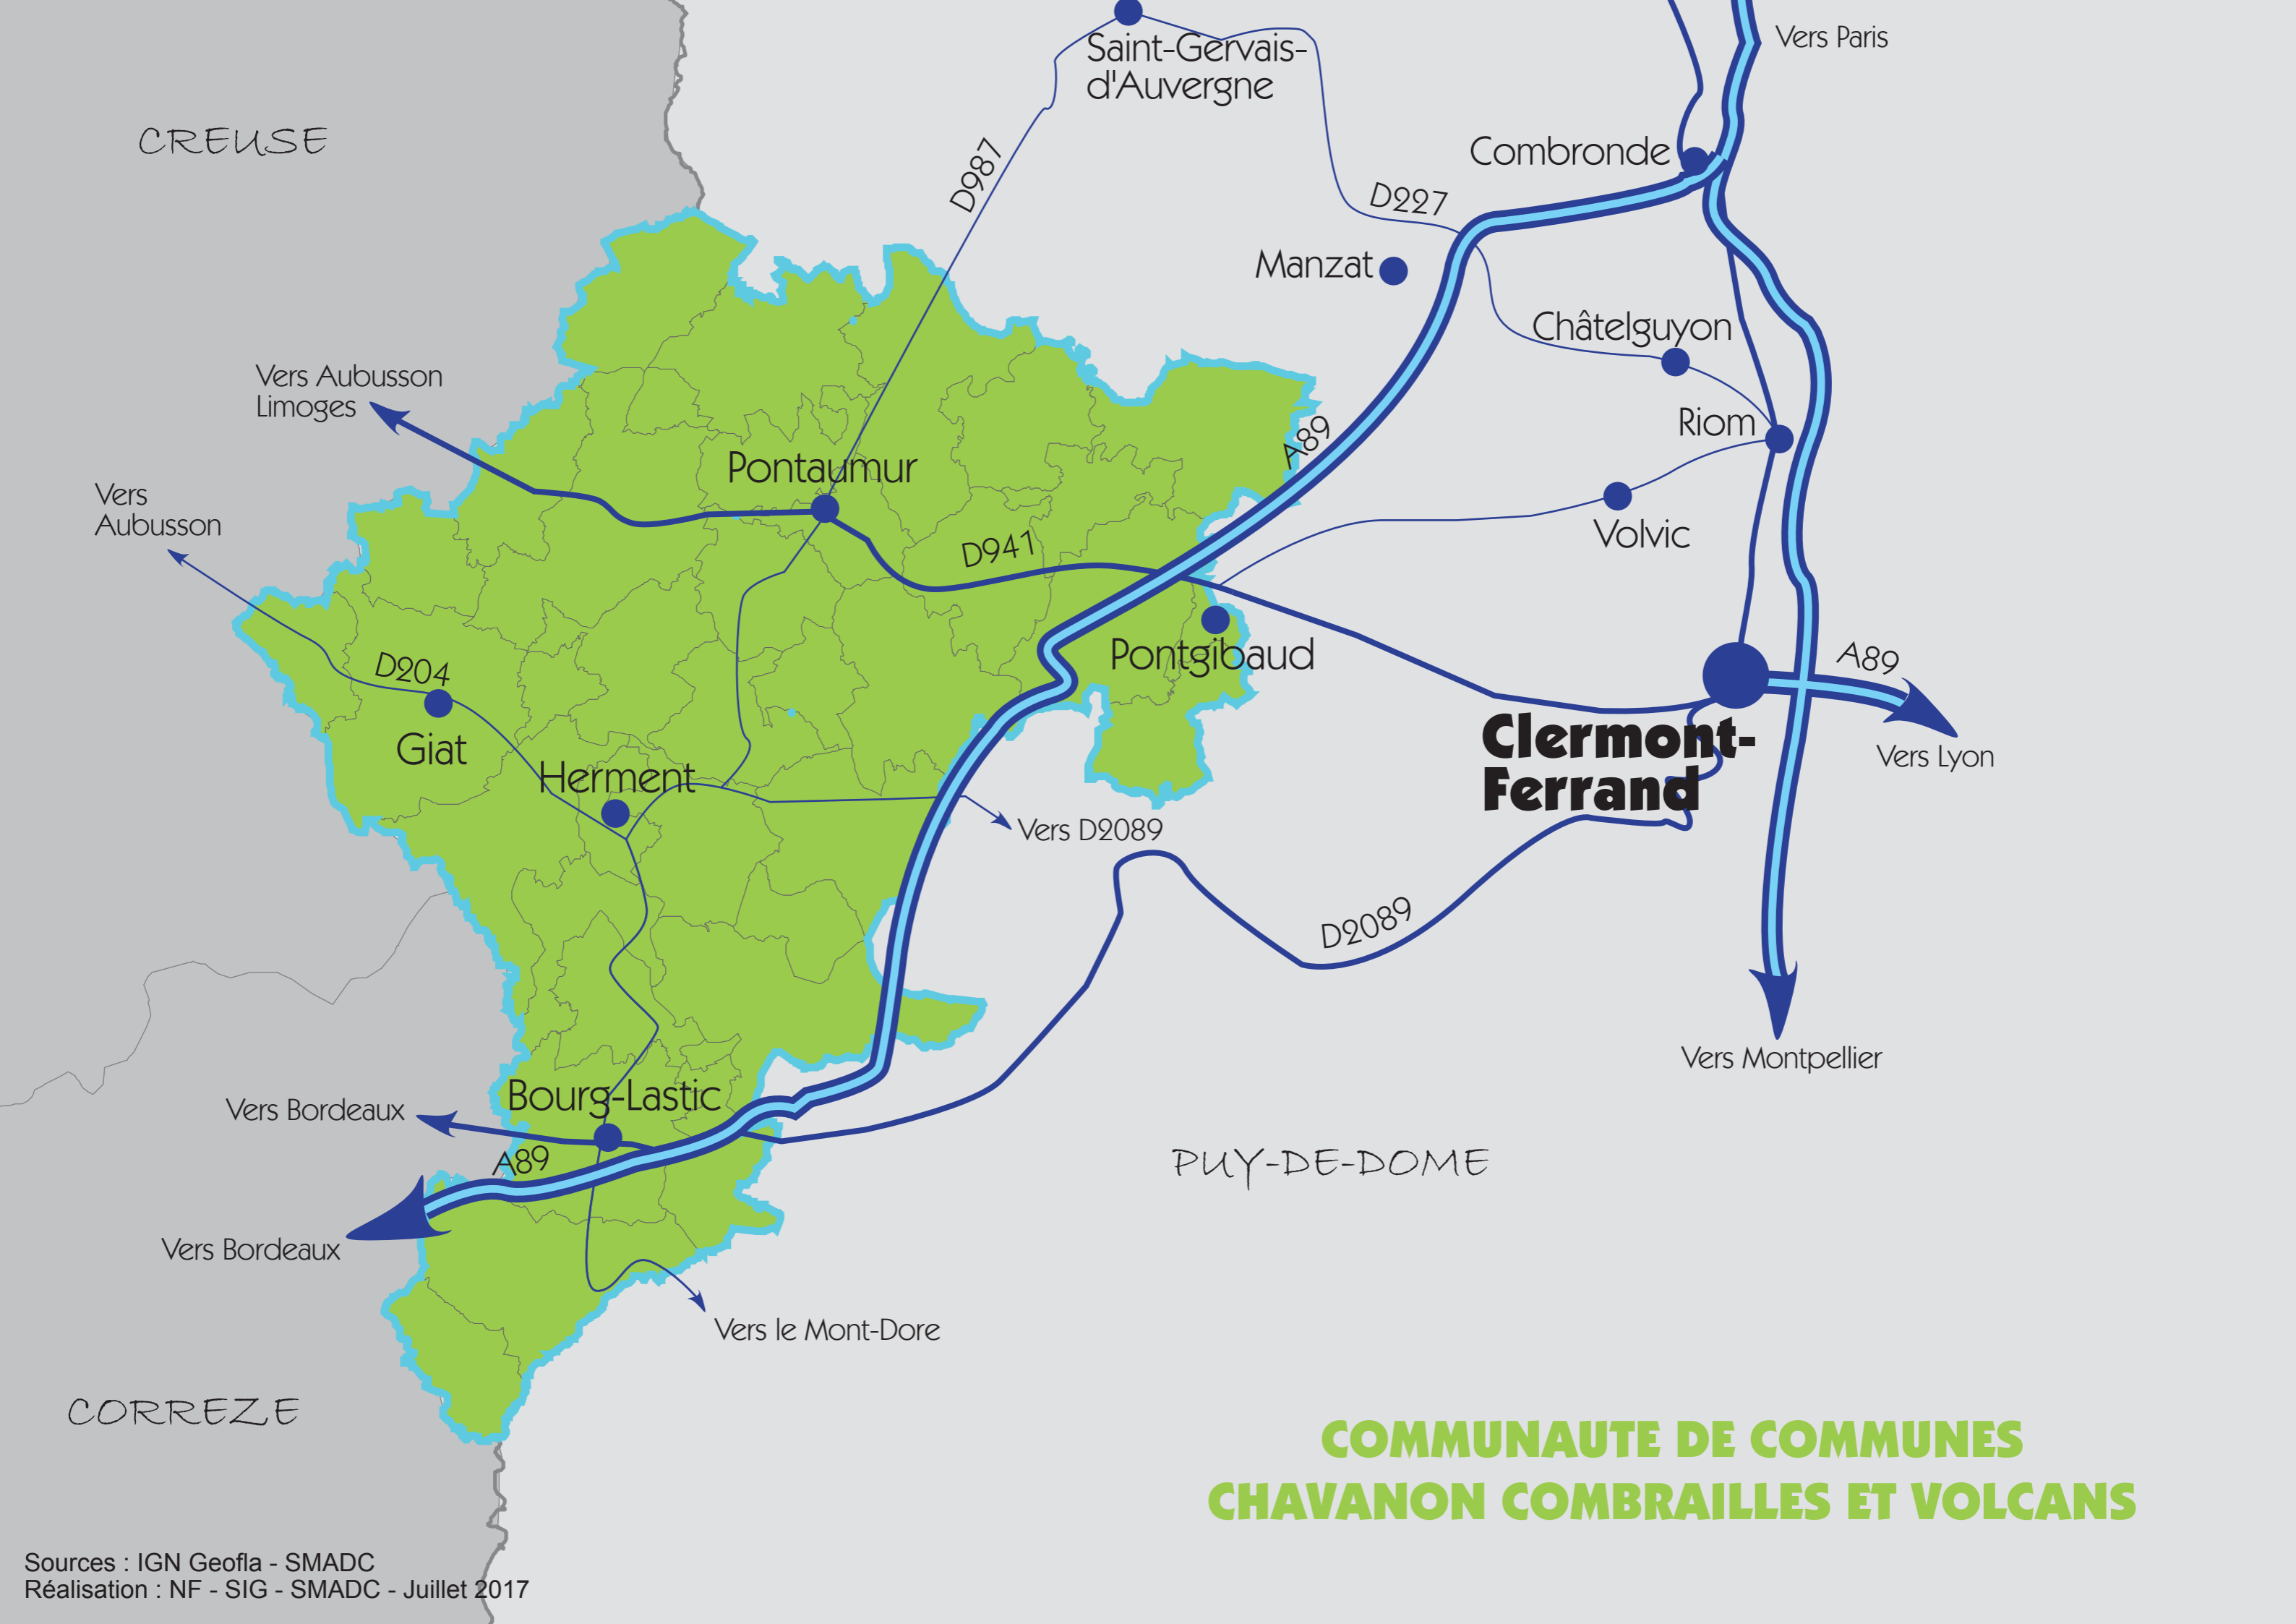 Vers Paris
Saint-Gervais-
d'Auvergne
CREUSE
Combronde
D987
D227
Manzat
Châtelguyon
Vers Aubusson
Limoges
Riom
A89
Pontaumur
Vers
Aubusson
Volvic
D941
Pontgibaud
D204
A89
Giat
Clermont-
Ferrand
Vers Lyon
Herment
Vers D2089
D2089
Vers Montpellier
Bourg-Lastic
Vers Bordeaux
A89
PUY-DE-DOME
Vers Bordeaux
Vers le Mont-Dore
CORREZE
COMMUNAUTE DE COMMUNES
CHAVANON COMBRAILLES ET VOLCANS
Sources : IGN Geofla - SMADC
Réalisation : NF - SIG - SMADC - Juillet 2017